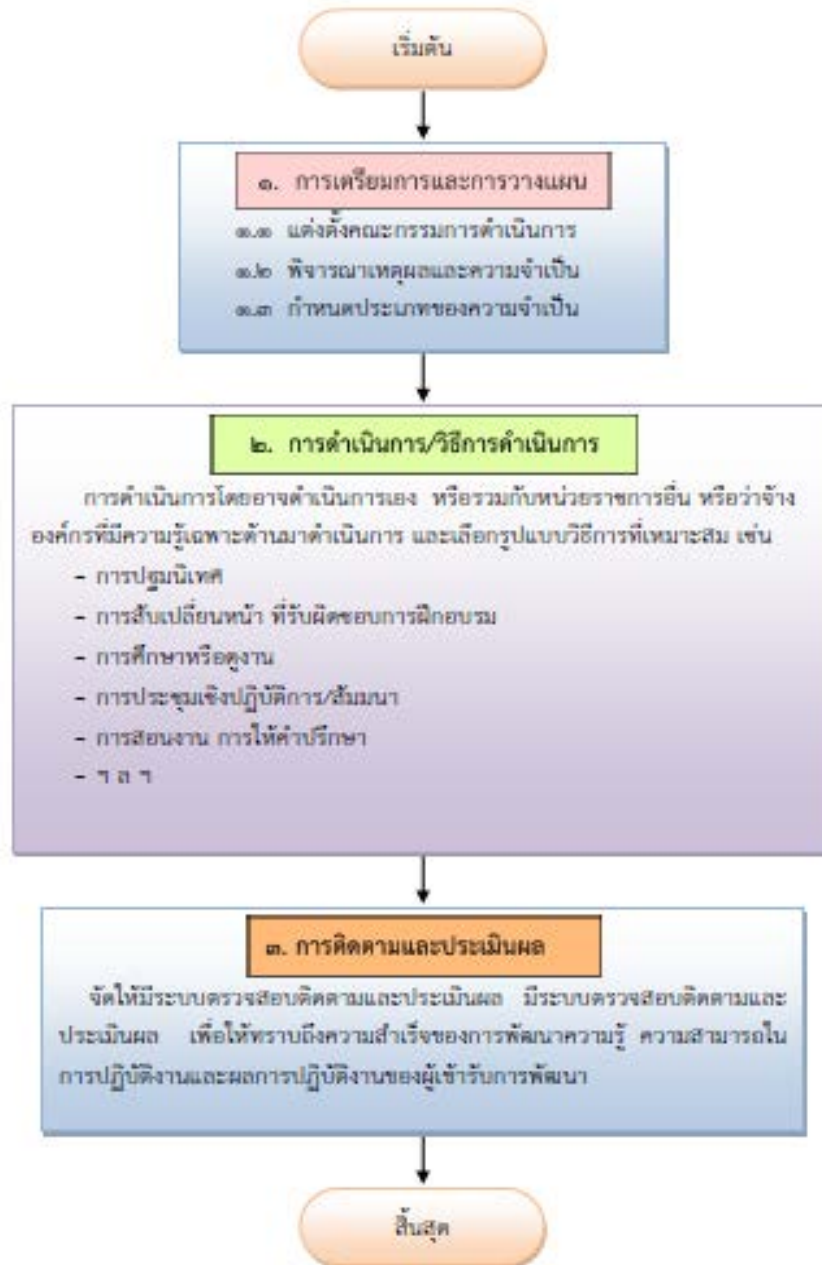 เริ่มต้น
๑. การเตรียมการและการวางแผน
๑.๑ แต่งตั้งคณะกรรมการดำเนินการ
๑.๒ พิจารณาเหตุผลและความจำเป็น
๑.๓ กำหนดประเภทของความจำเป็น
๒. การดำเนินการ/วิธีการดำเนินการ
การดำเนินการโดยอาจดำเนินการเอง หรือรวมกับหน่วยราชการอื่น หรือว่าจ้าง
องค์กรที่มีความรู้เฉพาะด้านมาดำเนินการ และเลือกรูปแบบวิธีการที่เหมาะสม เช่น
- การปฐมนิเทศ
- การสับเปลี่ยนหน้า ที่รับผิดชอบการฝึกอบรม
- การศึกษาหรือดูงาน
- การประชุมเชิงปฏิบัติการ/สัมมนา
- การสอนงาน การให้คำปรึกษา
- ฯ ล ฯ
๓. การติดตามและประเมินผล
จัดให้มีระบบตรวจสอบติดตามและประเมินผล มีระบบตรวจสอบติดตามและ
ประเมินผล เพื่อให้ทราบถึงความสำเร็จของการพัฒนาความรู้ ความสามารถใน
การปฏิบัติงานและผลการปฏิบัติงานของผู้เข้ารับการพัฒนา
สิ้นสุด